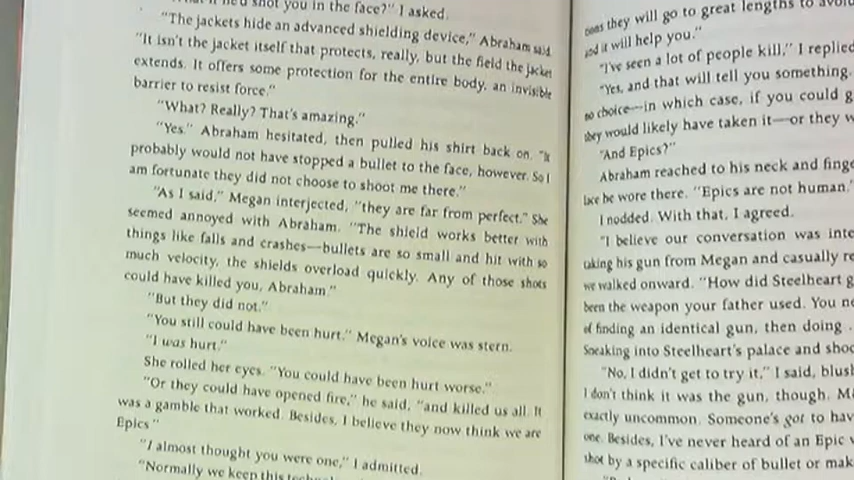 shot you in the face?" I asked.
"The jackets hide an advanced shielding device," Abraham said.
"It isn't the jacket itself that protects, really, but the field the jacket
extends. It offers some protection for the entire body, an invisible
barrier to resist force."
"What? Really? That's amazing."
"Yes." Abraham hesitated, then pulled his shirt back on. "It
probably would not have stopped a bullet to the face, however. So I
am fortunate they did not choose to shoot me there."
"As I said," Megan interjected, "they are far from perfect." She
seemed annoyed with Abraham. "The shield works better with
things like falls and crashes—bullets are so small and hit with so
much velocity, the shields overload quickly. Any of those shots
could have killed you, Abraham."
"But they did not."
"You still could have been hurt." Megan's voice was stern.
"I was hurt."
She rolled her eyes. "You could have been hurt worse."
"Or they could have opened fire," he said, "and killed us all. It
was a gamble that worked. Besides, I believe they now think we are
Epics"
"I almost thought you were one," I admitted.
"Normally we keep this
they will go to great lengths to
and it will help you."
"I've seen a lot of people kill," I replied
"Yes, and that will tell you something.
no choice—in which case, if you could
they would likely have taken it—or they
"And Epics?"
Abraham reached to his neck and
he wore there. "Epics are not human."
I nodded. With that, I agreed.
"I believe our conversation was
taking his gun from Megan and casually
we walked onward. "How did Steelheart
been the weapon your father used. You
of finding an identical gun, then doing
Sneaking into Steelheart's palace and
"No, I didn't get to try it," I said,
I don't think it was the gun, though.
exactly uncommon. Someone's got to
one. Besides, I've never heard of an Epic
shot by a specific caliber of bullet or